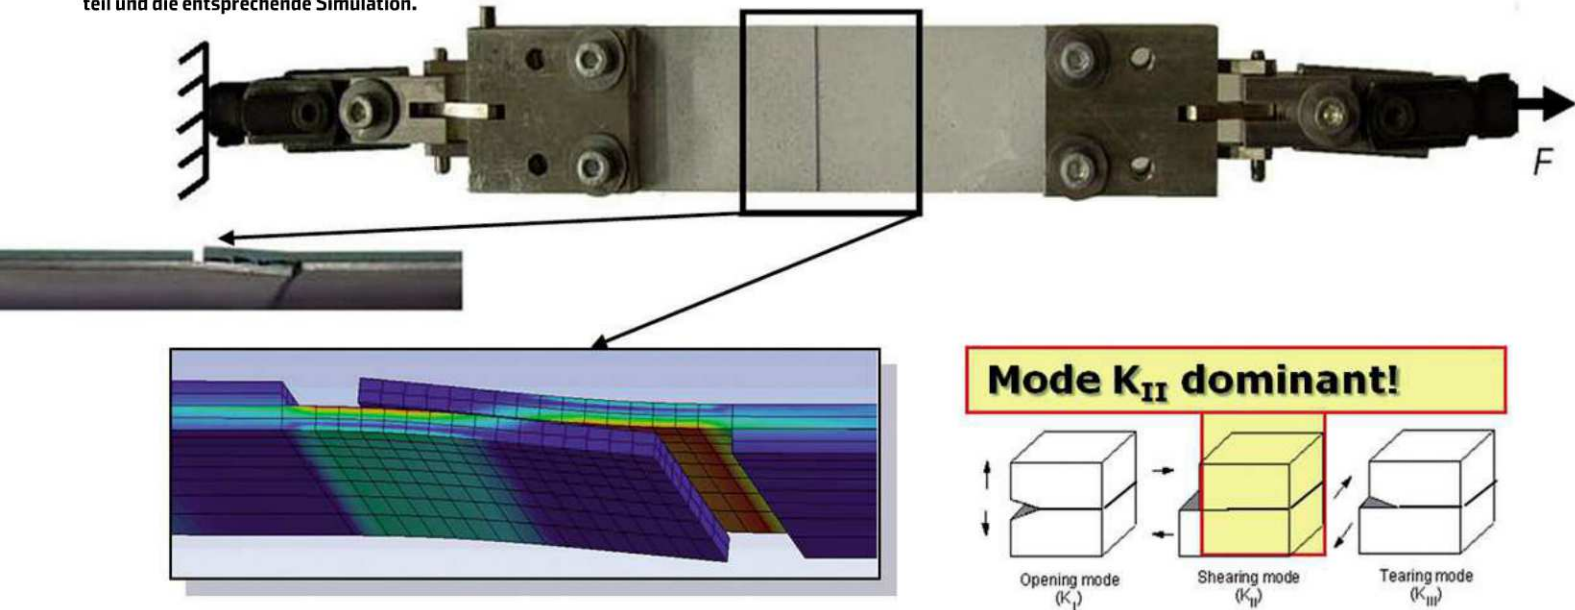 teil und die entsprechende Simulation.
F
Mode K_II dominant!
Opening mode
(K_I)
Shearing mode
(K_II)
Tearing mode
(K_III)